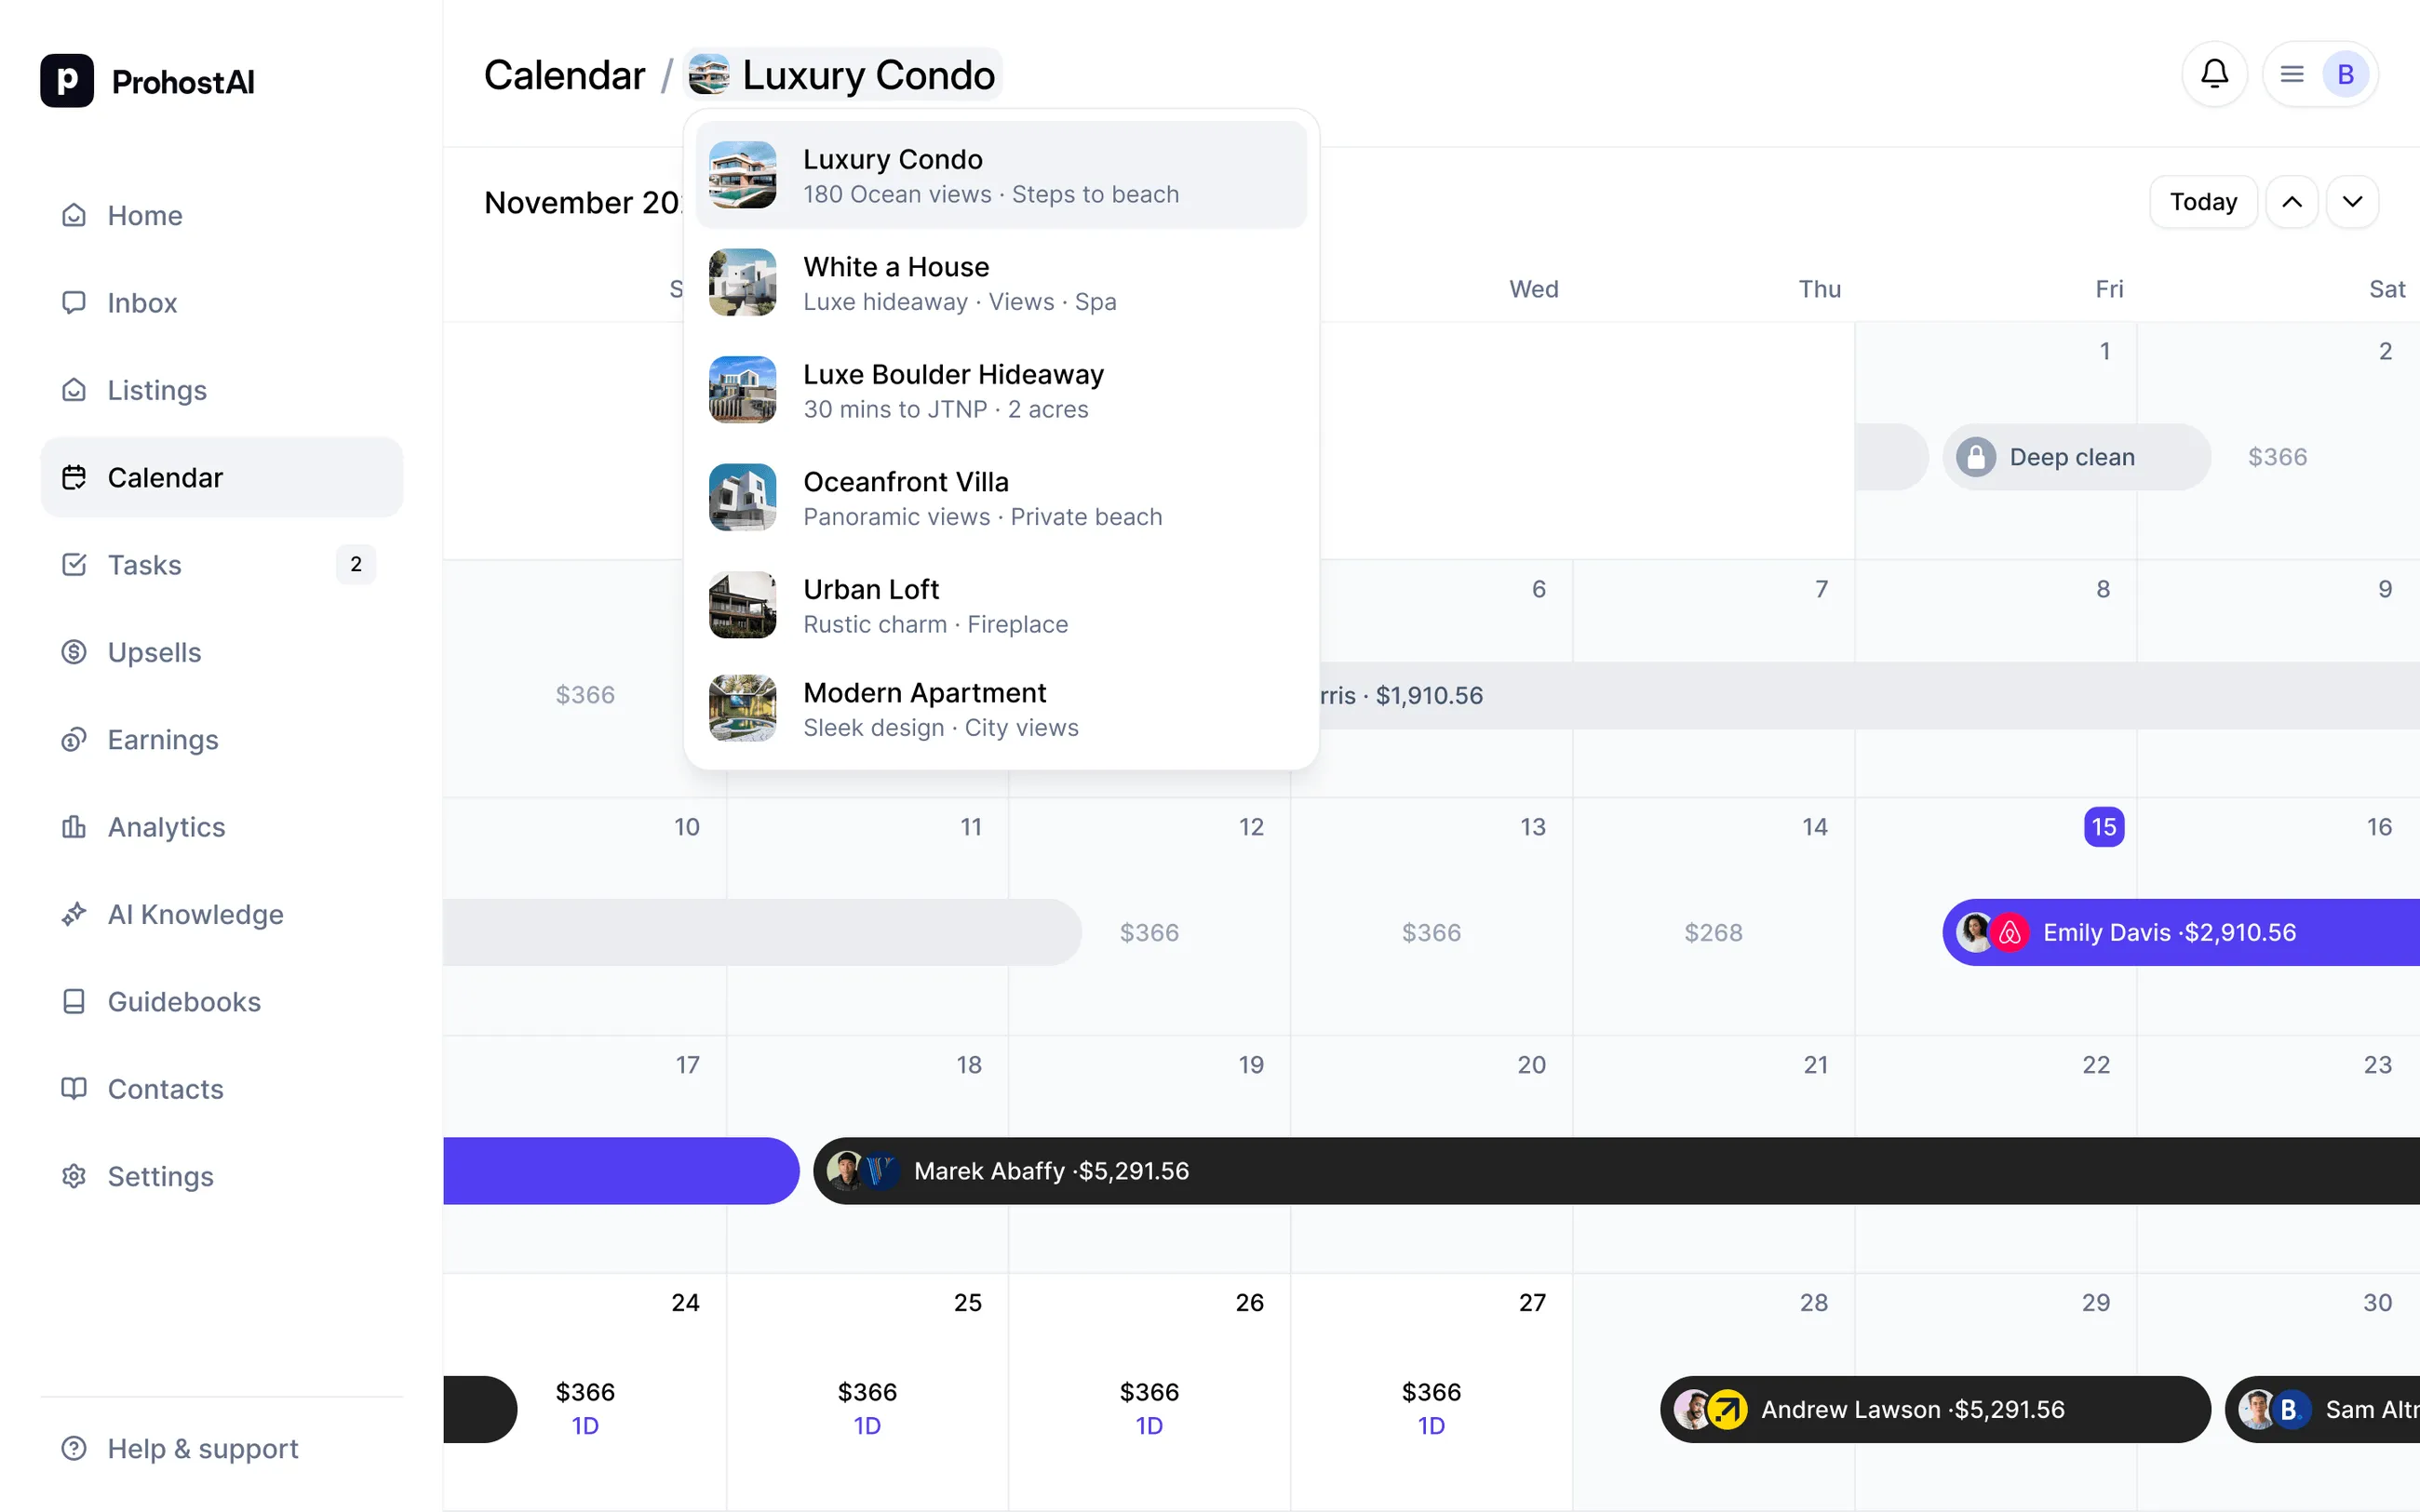 p ProhostAI
Home
Inbox
Listings
Calendar
Tasks 2
Upsells
Earnings
Analytics
AI Knowledge
Guidebooks
Contacts
Settings
Help & support
Calendar / Luxury Condo
B
Luxury Condo
180 Ocean views · Steps to beach
White a House
Luxe hideaway · Views · Spa
Luxe Boulder Hideaway
30 mins to JTNP · 2 acres
Oceanfront Villa
Panoramic views · Private beach
Urban Loft
Rustic charm · Fireplace
Modern Apartment
Sleek design · City views
November
Today
Wed Thu Fri Sat
1 2
Deep clean $366
6 7 8 9
$366 · $1,910.56
10 11 12 13 14 15 16
$366 $366 $268 Emily Davis ·$2,910.56
17 18 19 20 21 22 23
Marek Abaffy ·$5,291.56
24 25 26 27 28 29 30
$366 $366 $366 $366
1D 1D 1D 1D
Andrew Lawson ·$5,291.56 B. Sam